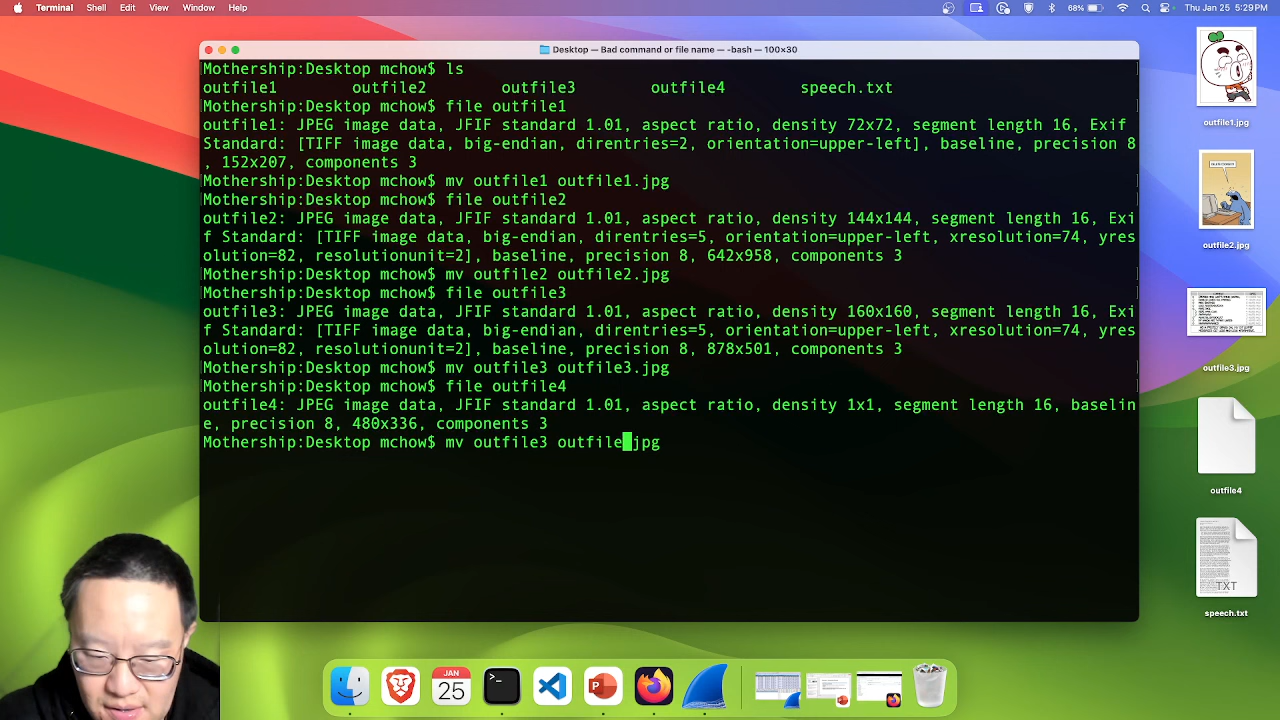 Terminal Shell Edit View Window Help 68% Thu Jan 25 5:29 PM
Desktop — Bad command or file name — -bash — 100×30
Mothership:Desktop mchow$ ls
outfile1 outfile2 outfile3 outfile4 speech.txt
Mothership:Desktop mchow$ file outfile1
outfile1: JPEG image data, JFIF standard 1.01, aspect ratio, density 72x72, segment length 16, Exif
Standard: [TIFF image data, big-endian, direntries=2, orientation=upper-left], baseline, precision 8
, 152x207, components 3
Mothership:Desktop mchow$ mv outfile1 outfile1.jpg
Mothership:Desktop mchow$ file outfile2
outfile2: JPEG image data, JFIF standard 1.01, aspect ratio, density 144x144, segment length 16, Exi
f Standard: [TIFF image data, big-endian, direntries=5, orientation=upper-left, xresolution=74, yres
olution=82, resolutionunit=2], baseline, precision 8, 642x958, components 3
Mothership:Desktop mchow$ mv outfile2 outfile2.jpg
Mothership:Desktop mchow$ file outfile3
outfile3: JPEG image data, JFIF standard 1.01, aspect ratio, density 160x160, segment length 16, Exi
f Standard: [TIFF image data, big-endian, direntries=5, orientation=upper-left, xresolution=74, yres
olution=82, resolutionunit=2], baseline, precision 8, 878x501, components 3
Mothership:Desktop mchow$ mv outfile3 outfile3.jpg
Mothership:Desktop mchow$ file outfile4
outfile4: JPEG image data, JFIF standard 1.01, aspect ratio, density 1x1, segment length 16, baselin
e, precision 8, 480x336, components 3
Mothership:Desktop mchow$ mv outfile3 outfile.jpg
outfile1.jpg
outfile2.jpg
outfile3.jpg
outfile4
TXT
speech.txt
JAN
25